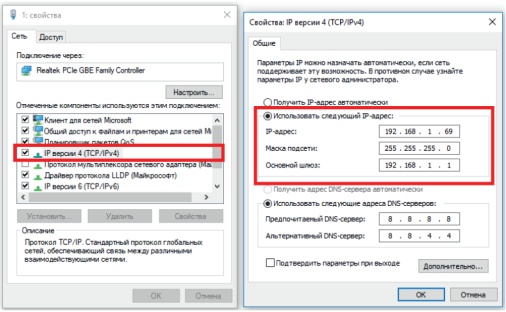 1: свойства
Сеть Доступ
Подключение через:
Realtek PCIe GBE Family Controller
Настроить...
Отмеченные компоненты используются этим подключением:
Клиент для сетей Microsoft
Общий доступ к файлам и принтерам для сетей Mi
Планировщик пакетов QoS
IP версии 4 (TCP/IPv4)
Протокол мультиплексора сетевого адаптера (Ма
Драйвер протокола LLDP (Майкрософт)
IP версии 6 (TCP/IPv6)
Установить... Удалить Свойства
Описание
Протокол TCP/IP. Стандартный протокол глобальных
сетей, обеспечивающий связь между различными
взаимодействующими сетями.
OK Отмена
Свойства: IP версии 4 (TCP/IPv4)
Общие
Параметры IP можно назначать автоматически, если сеть
поддерживает эту возможность. В противном случае узнайте
параметры IP у сетевого администратора.
Получить IP-адрес автоматически
Использовать следующий IP-адрес:
IP-адрес: 192 . 168 . 1 . 69
Маска подсети: 255 . 255 . 255 . 0
Основной шлюз: 192 . 168 . 1 . 1
Получить адрес DNS-сервера автоматически
Использовать следующие адреса DNS-серверов:
Предпочитаемый DNS-сервер: 8 . 8 . 8 . 8
Альтернативный DNS-сервер: 8 . 8 . 4 . 4
Подтвердить параметры при выходе
Дополнительно...
OK Отмена